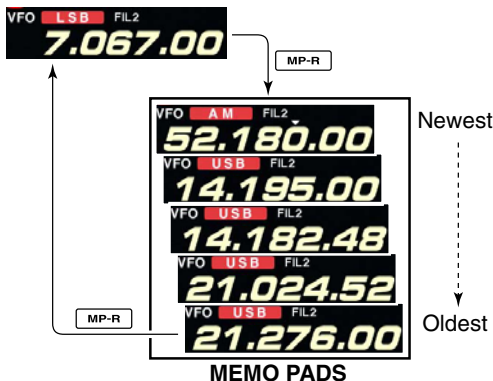 VFO LSB FIL2
7.067.00
MP-R
VFO AM FIL2
52.180.00
Newest
VFO USB FIL2
14.195.00
VFO USB FIL2
14.182.48
VFO USB FIL2
21.024.52
VFO USB FIL2
21.276.00
Oldest
MP-R
MEMO PADS